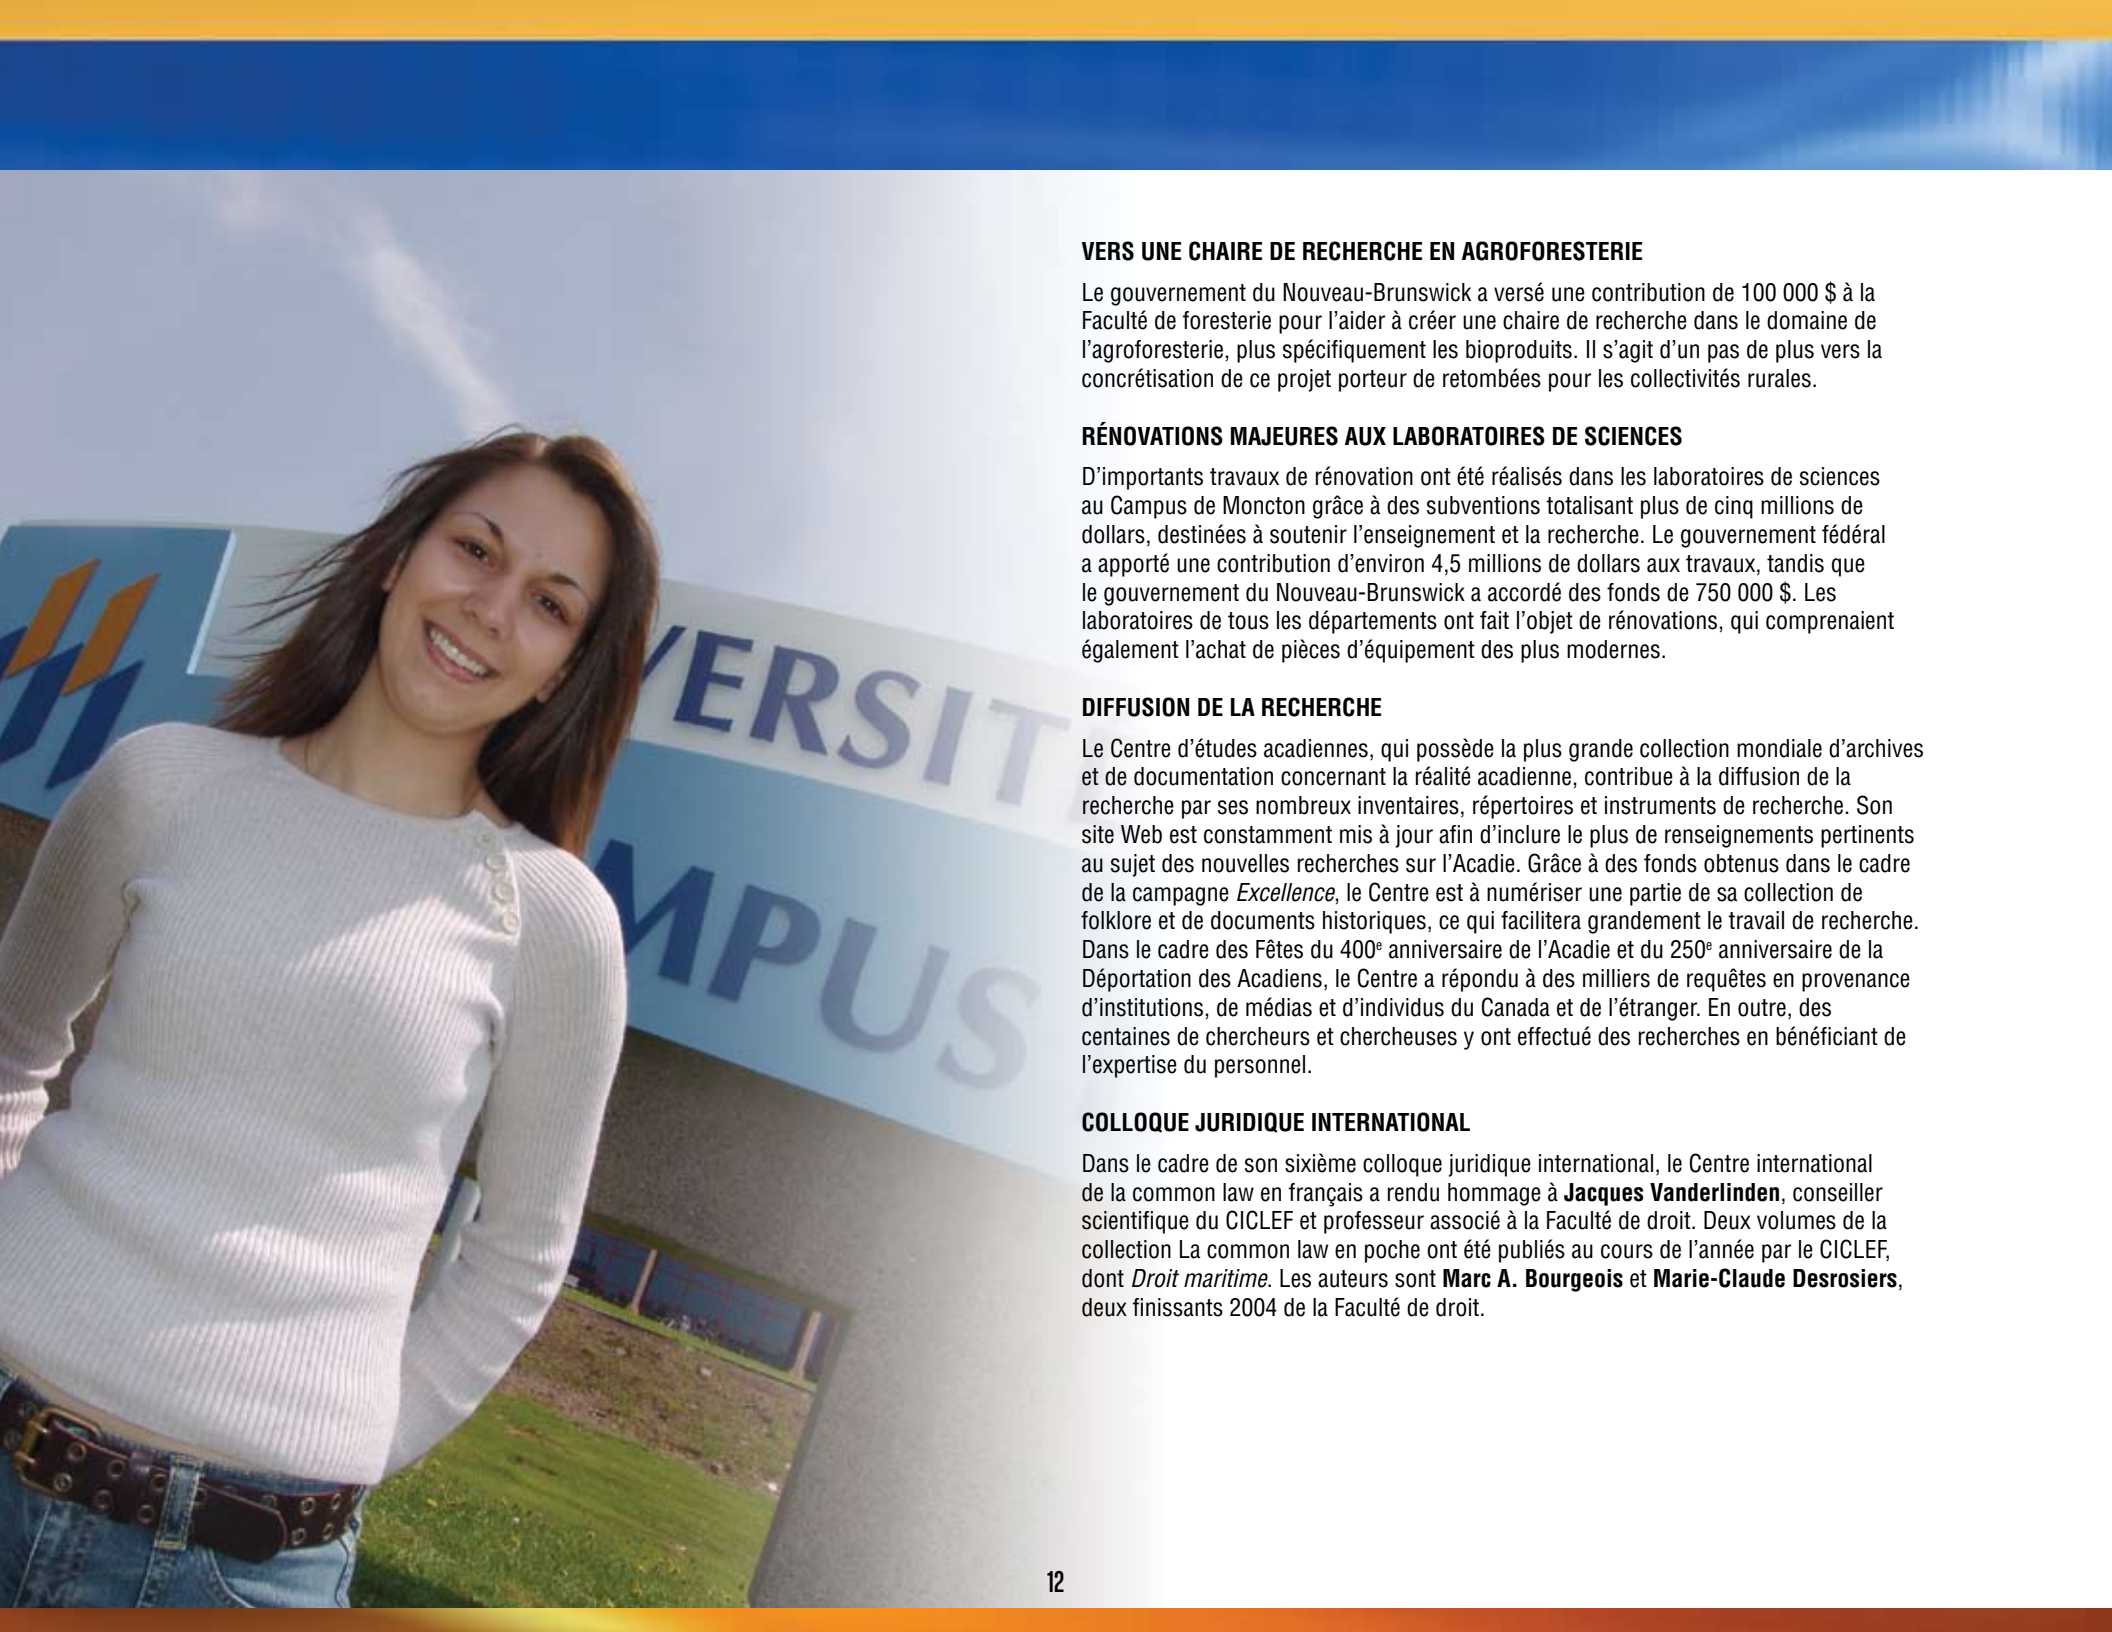 VERSITÉ
MPUS
VERS UNE CHAIRE DE RECHERCHE EN AGROFORESTERIE
Le gouvernement du Nouveau-Brunswick a versé une contribution de 100 000 $ à la
Faculté de foresterie pour l’aider à créer une chaire de recherche dans le domaine de
l’agroforesterie, plus spécifiquement les bioproduits. Il s’agit d’un pas de plus vers la
concrétisation de ce projet porteur de retombées pour les collectivités rurales.
RÉNOVATIONS MAJEURES AUX LABORATOIRES DE SCIENCES
D’importants travaux de rénovation ont été réalisés dans les laboratoires de sciences
au Campus de Moncton grâce à des subventions totalisant plus de cinq millions de
dollars, destinées à soutenir l’enseignement et la recherche. Le gouvernement fédéral
a apporté une contribution d’environ 4,5 millions de dollars aux travaux, tandis que
le gouvernement du Nouveau-Brunswick a accordé des fonds de 750 000 $. Les
laboratoires de tous les départements ont fait l’objet de rénovations, qui comprenaient
également l’achat de pièces d’équipement des plus modernes.
DIFFUSION DE LA RECHERCHE
Le Centre d’études acadiennes, qui possède la plus grande collection mondiale d’archives
et de documentation concernant la réalité acadienne, contribue à la diffusion de la
recherche par ses nombreux inventaires, répertoires et instruments de recherche. Son
site Web est constamment mis à jour afin d’inclure le plus de renseignements pertinents
au sujet des nouvelles recherches sur l’Acadie. Grâce à des fonds obtenus dans le cadre
de la campagne Excellence, le Centre est à numériser une partie de sa collection de
folklore et de documents historiques, ce qui facilitera grandement le travail de recherche.
Dans le cadre des Fêtes du 400e anniversaire de l’Acadie et du 250e anniversaire de la
Déportation des Acadiens, le Centre a répondu à des milliers de requêtes en provenance
d’institutions, de médias et d’individus du Canada et de l’étranger. En outre, des
centaines de chercheurs et chercheuses y ont effectué des recherches en bénéficiant de
l’expertise du personnel.
COLLOQUE JURIDIQUE INTERNATIONAL
Dans le cadre de son sixième colloque juridique international, le Centre international
de la common law en français a rendu hommage à Jacques Vanderlinden, conseiller
scientifique du CICLEF et professeur associé à la Faculté de droit. Deux volumes de la
collection La common law en poche ont été publiés au cours de l’année par le CICLEF,
dont Droit maritime. Les auteurs sont Marc A. Bourgeois et Marie-Claude Desrosiers,
deux finissants 2004 de la Faculté de droit.
12